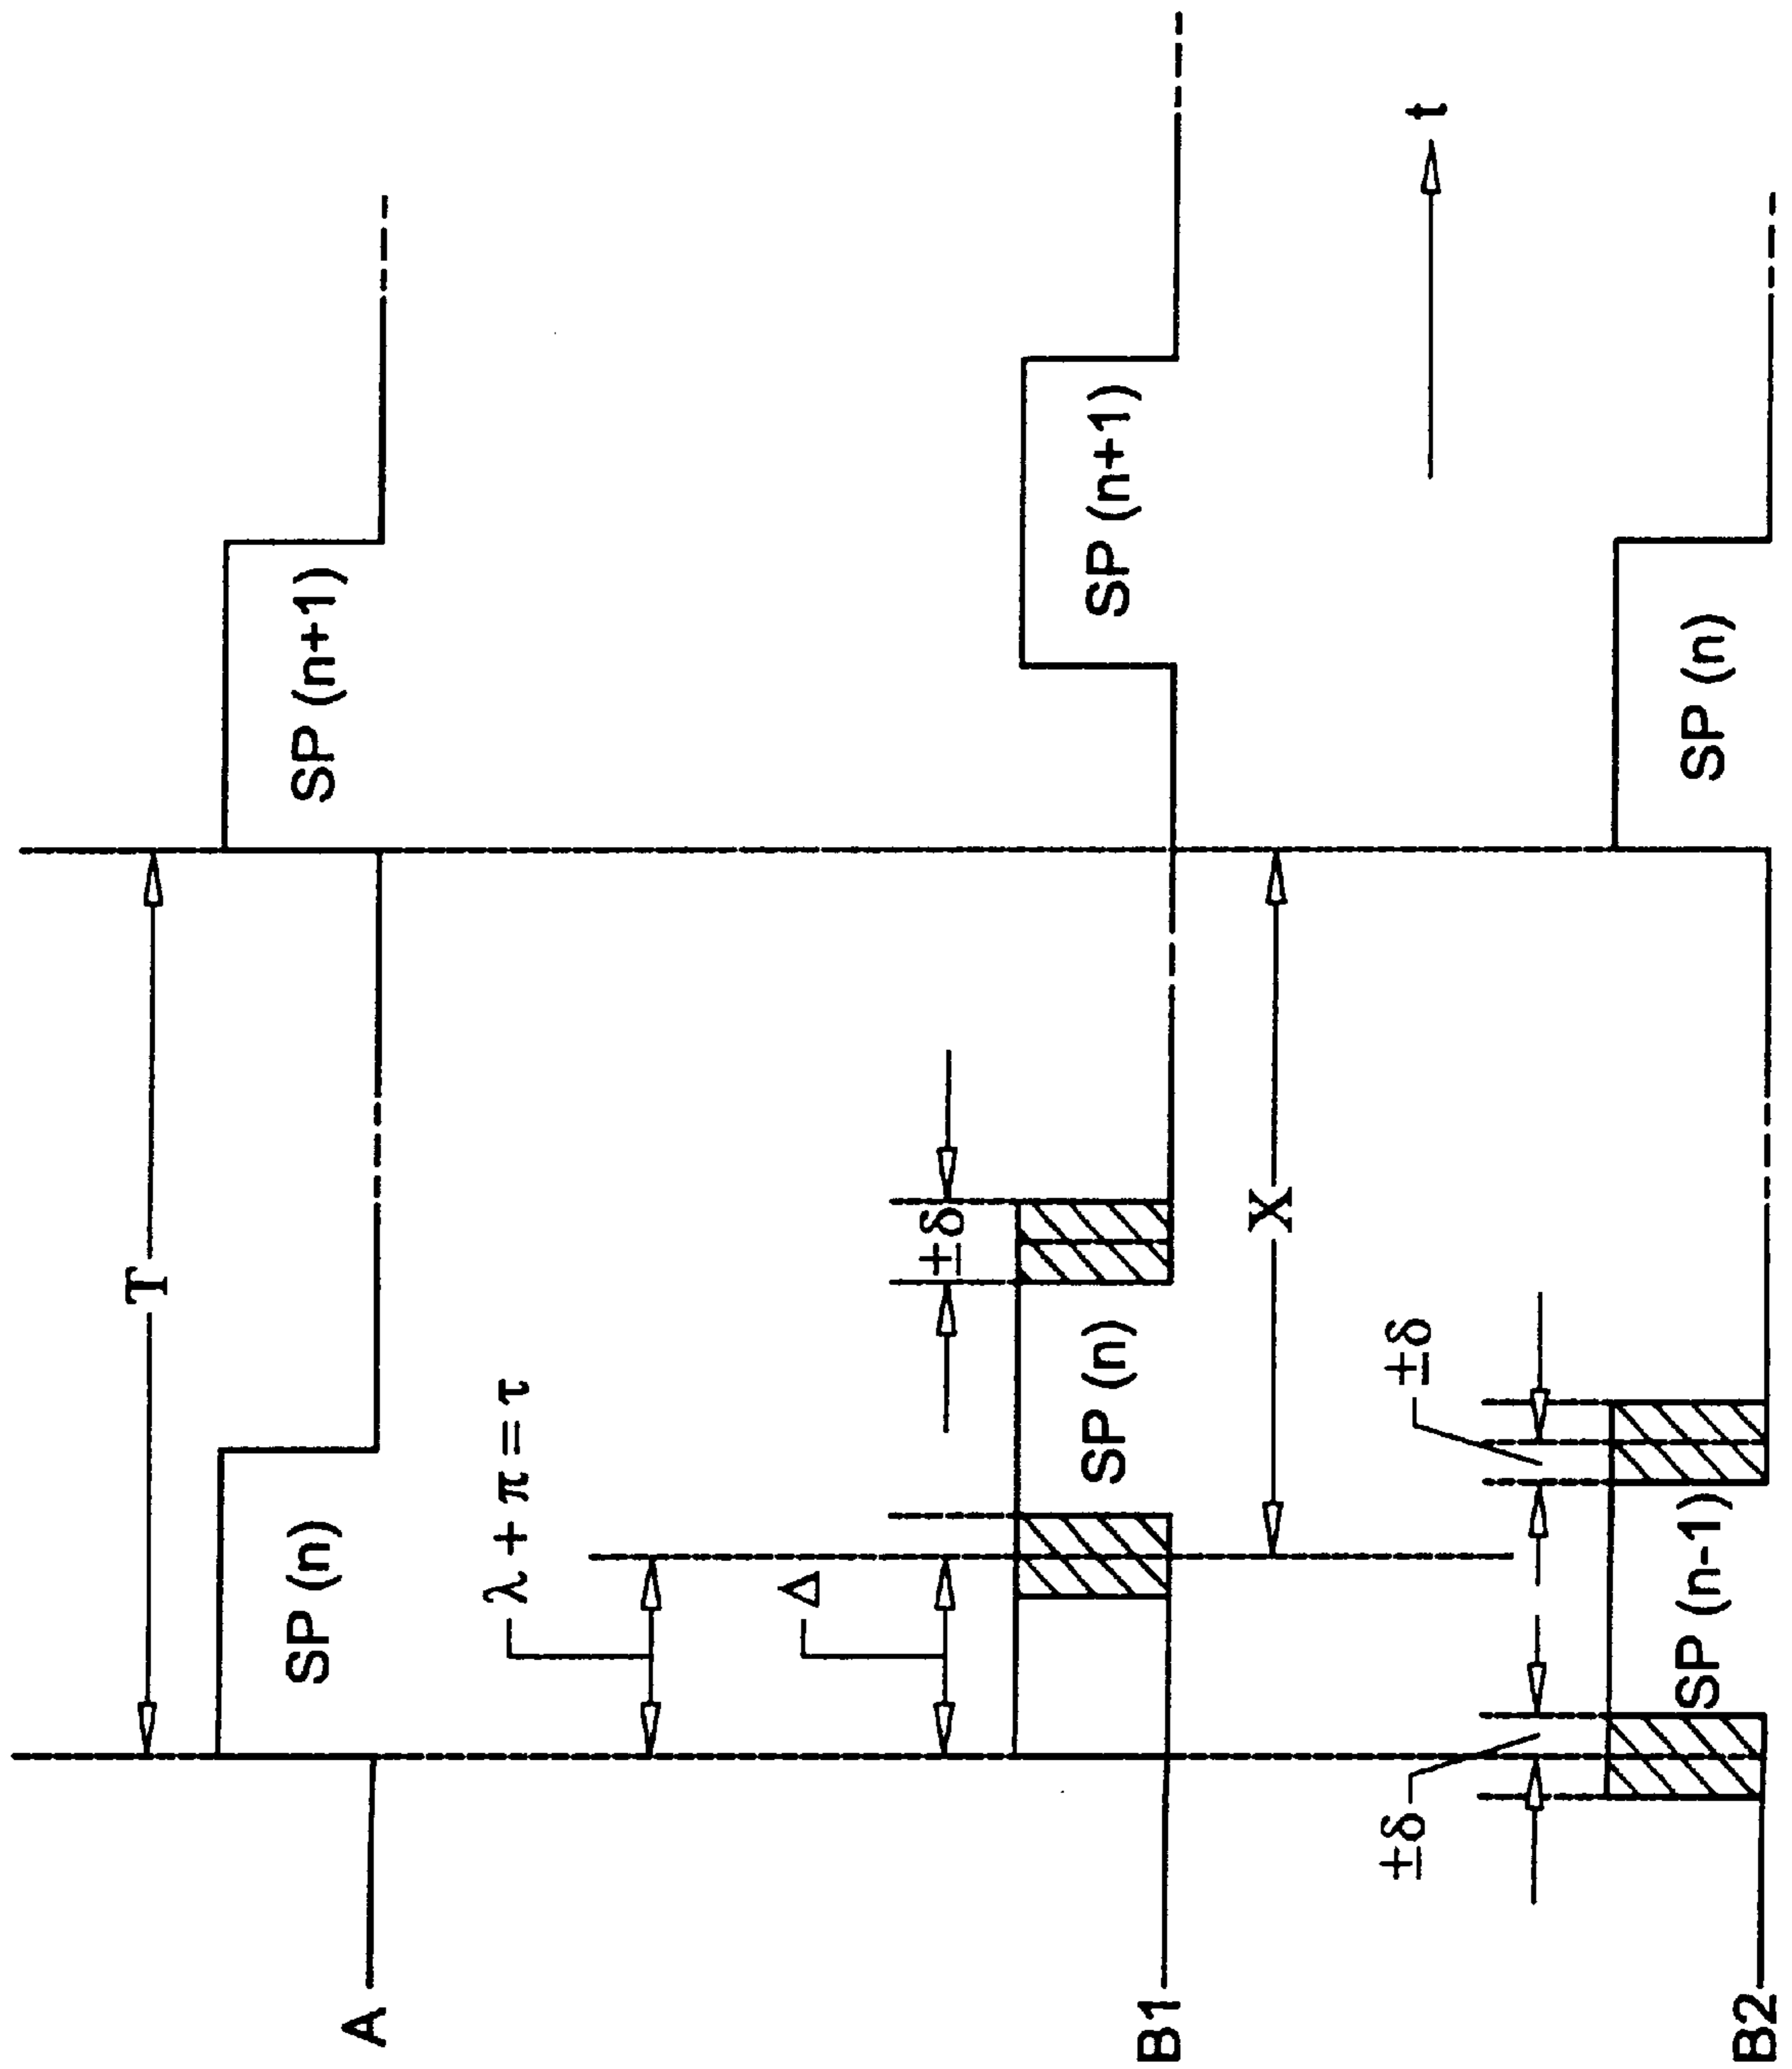 T
SP (n)
SP (n+1)
A
λ + π = τ
Δ
±δ
SP (n)
SP (n+1)
B1
X
t
±δ
±δ
SP (n-1)
SP (n)
B2